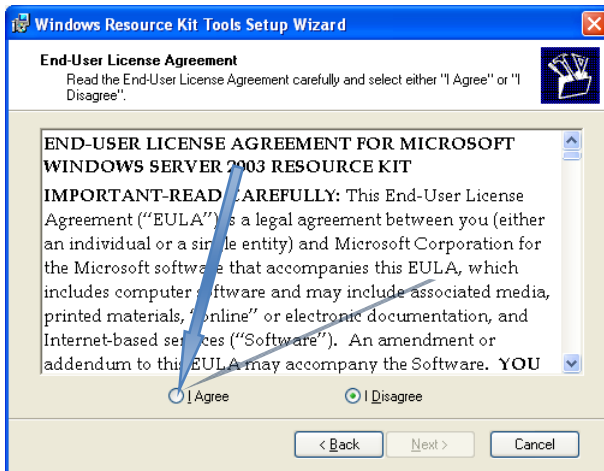 Windows Resource Kit Tools Setup Wizard
End-User License Agreement
Read the End-User License Agreement carefully and select either "I Agree" or "I
Disagree".
END-USER LICENSE AGREEMENT FOR MICROSOFT
WINDOWS SERVER 2003 RESOURCE KIT
IMPORTANT-READ CAREFULLY: This End-User License
Agreement (“EULA”) is a legal agreement between you (either
an individual or a single entity) and Microsoft Corporation for
the Microsoft software that accompanies this EULA, which
includes computer software and may include associated media,
printed materials, “online” or electronic documentation, and
Internet-based services (“Software”). An amendment or
addendum to this EULA may accompany the Software. YOU
I Agree
I Disagree
< Back
Next >
Cancel